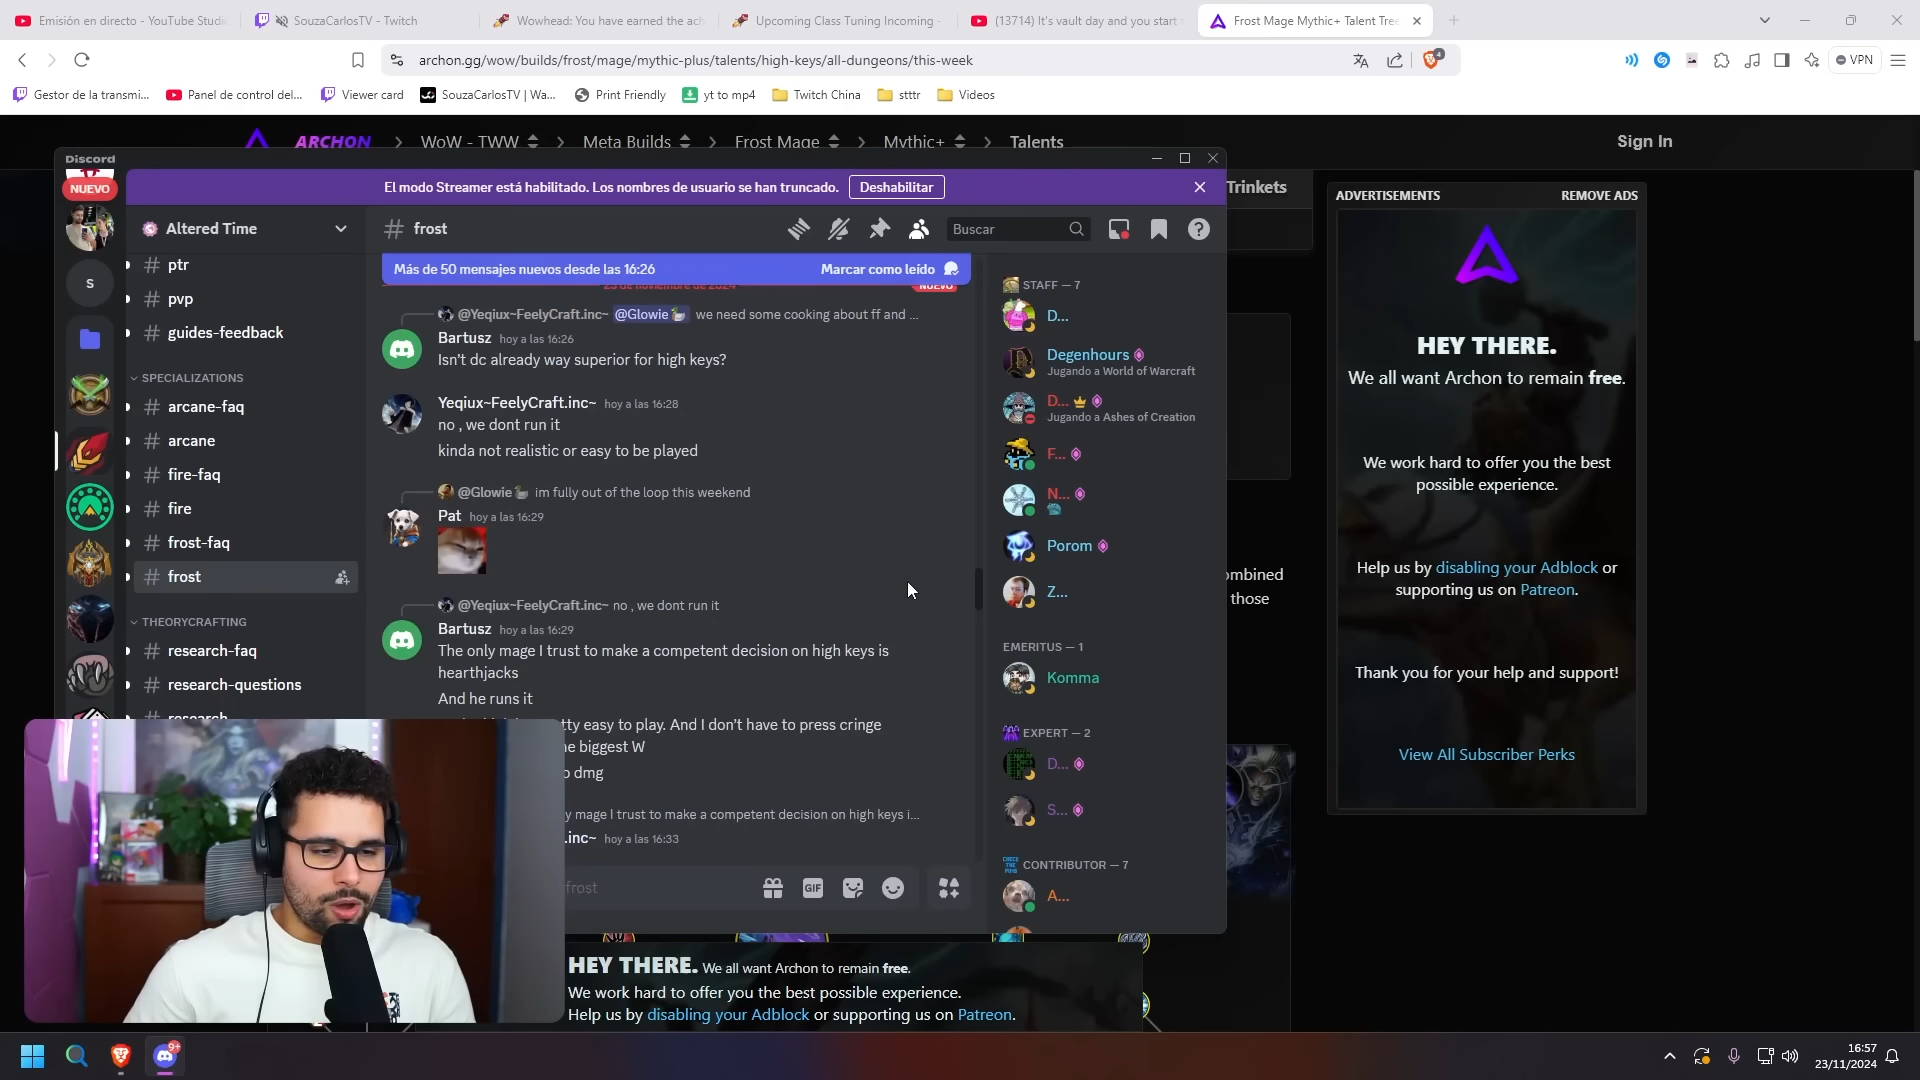 Emisión en directo - YouTube Studi
SouzaCarlosTV - Twitch
Wowhead: You have earned the ach
Upcoming Class Tuning Incoming -
(13714) It's vault day and you start
Frost Mage Mythic+ Talent Tree
archon.gg/wow/builds/frost/mage/mythic-plus/talents/high-keys/all-dungeons/this-week
4
VPN
Gestor de la transmi...
Panel de control del...
Viewer card
SouzaCarlosTV | Wa...
Print Friendly
yt to mp4
Twitch China
stttr
Videos
ARCHON
WoW - TWW
Meta Builds
Frost Mage
Mythic+
Talents
Sign In
Discord
NUEVO
El modo Streamer está habilitado. Los nombres de usuario se han truncado.
Deshabilitar
Trinkets
ADVERTISEMENTS
REMOVE ADS
Altered Time
# frost
Buscar
S
# ptr
# pvp
# guides-feedback
SPECIALIZATIONS
# arcane-faq
# arcane
# fire-faq
# fire
# frost-faq
# frost
THEORYCRAFTING
# research-faq
# research-questions
research
Más de 50 mensajes nuevos desde las 16:26
Marcar como leído
23 de noviembre de 2024
NUEVO
@Yeqiux~FeelyCraft.inc~ @Glowie we need some cooking about ff and ...
Bartusz hoy a las 16:26
Isn't dc already way superior for high keys?
Yeqiux~FeelyCraft.inc~ hoy a las 16:28
no , we dont run it
kinda not realistic or easy to be played
@Glowie im fully out of the loop this weekend
Pat hoy a las 16:29
@Yeqiux~FeelyCraft.inc~ no , we dont run it
Bartusz hoy a las 16:29
The only mage I trust to make a competent decision on high keys is
hearthjacks
And he runs it
tty easy to play. And I don't have to press cringe
he biggest W
o dmg
y mage I trust to make a competent decision on high keys i...
.inc~ hoy a las 16:33
frost
GIF
STAFF — 7
D...
Degenhours
Jugando a World of Warcraft
D...
Jugando a Ashes of Creation
F...
N...
Porom
Z...
EMERITUS — 1
Komma
EXPERT — 2
D...
S...
CONTRIBUTOR — 7
A...
ombined
those
HEY THERE.
We all want Archon to remain free.
We work hard to offer you the best
possible experience.
Help us by disabling your Adblock or
supporting us on Patreon.
Thank you for your help and support!
View All Subscriber Perks
HEY THERE. We all want Archon to remain free.
We work hard to offer you the best possible experience.
Help us by disabling your Adblock or supporting us on Patreon.
9+
16:57
23/11/2024